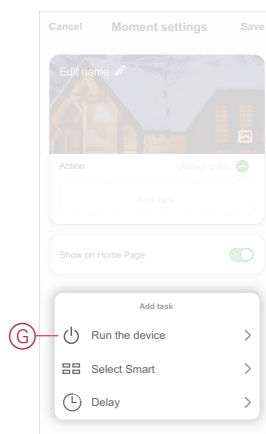 Cancel Moment settings Save
Edit name
Action
Add Task
Show on Home Page
Add task
G Run the device
Select Smart
Delay